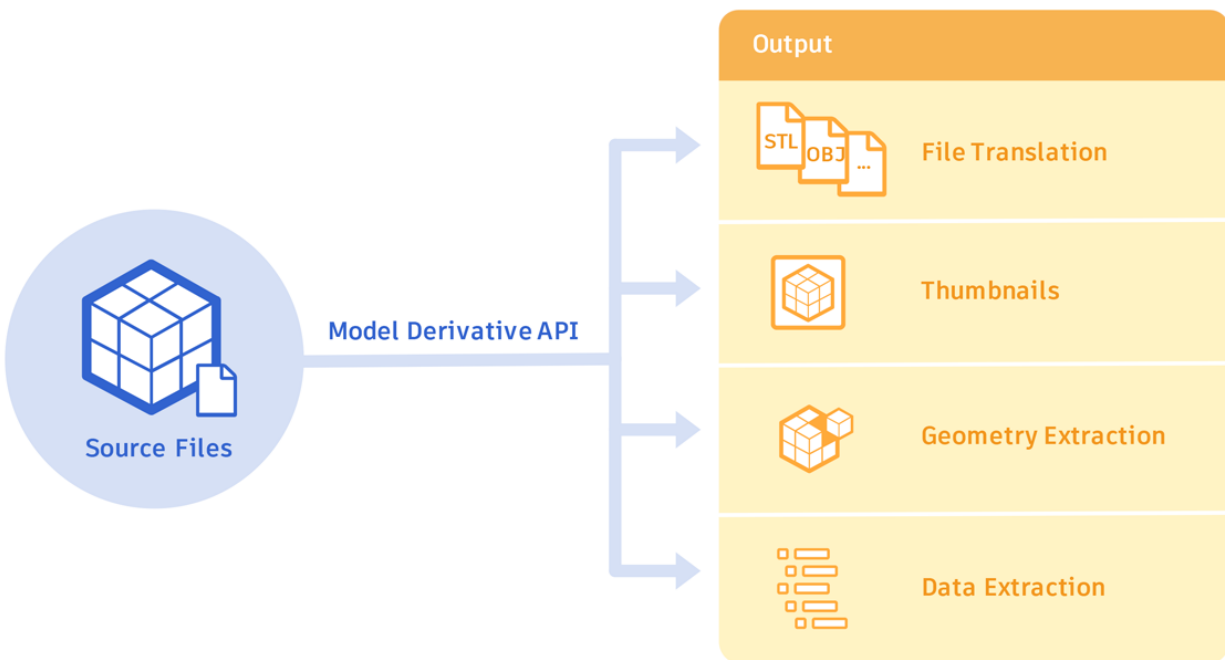 Output
STL
OBJ
...
File Translation
Thumbnails
Model Derivative API
Source Files
Geometry Extraction
Data Extraction